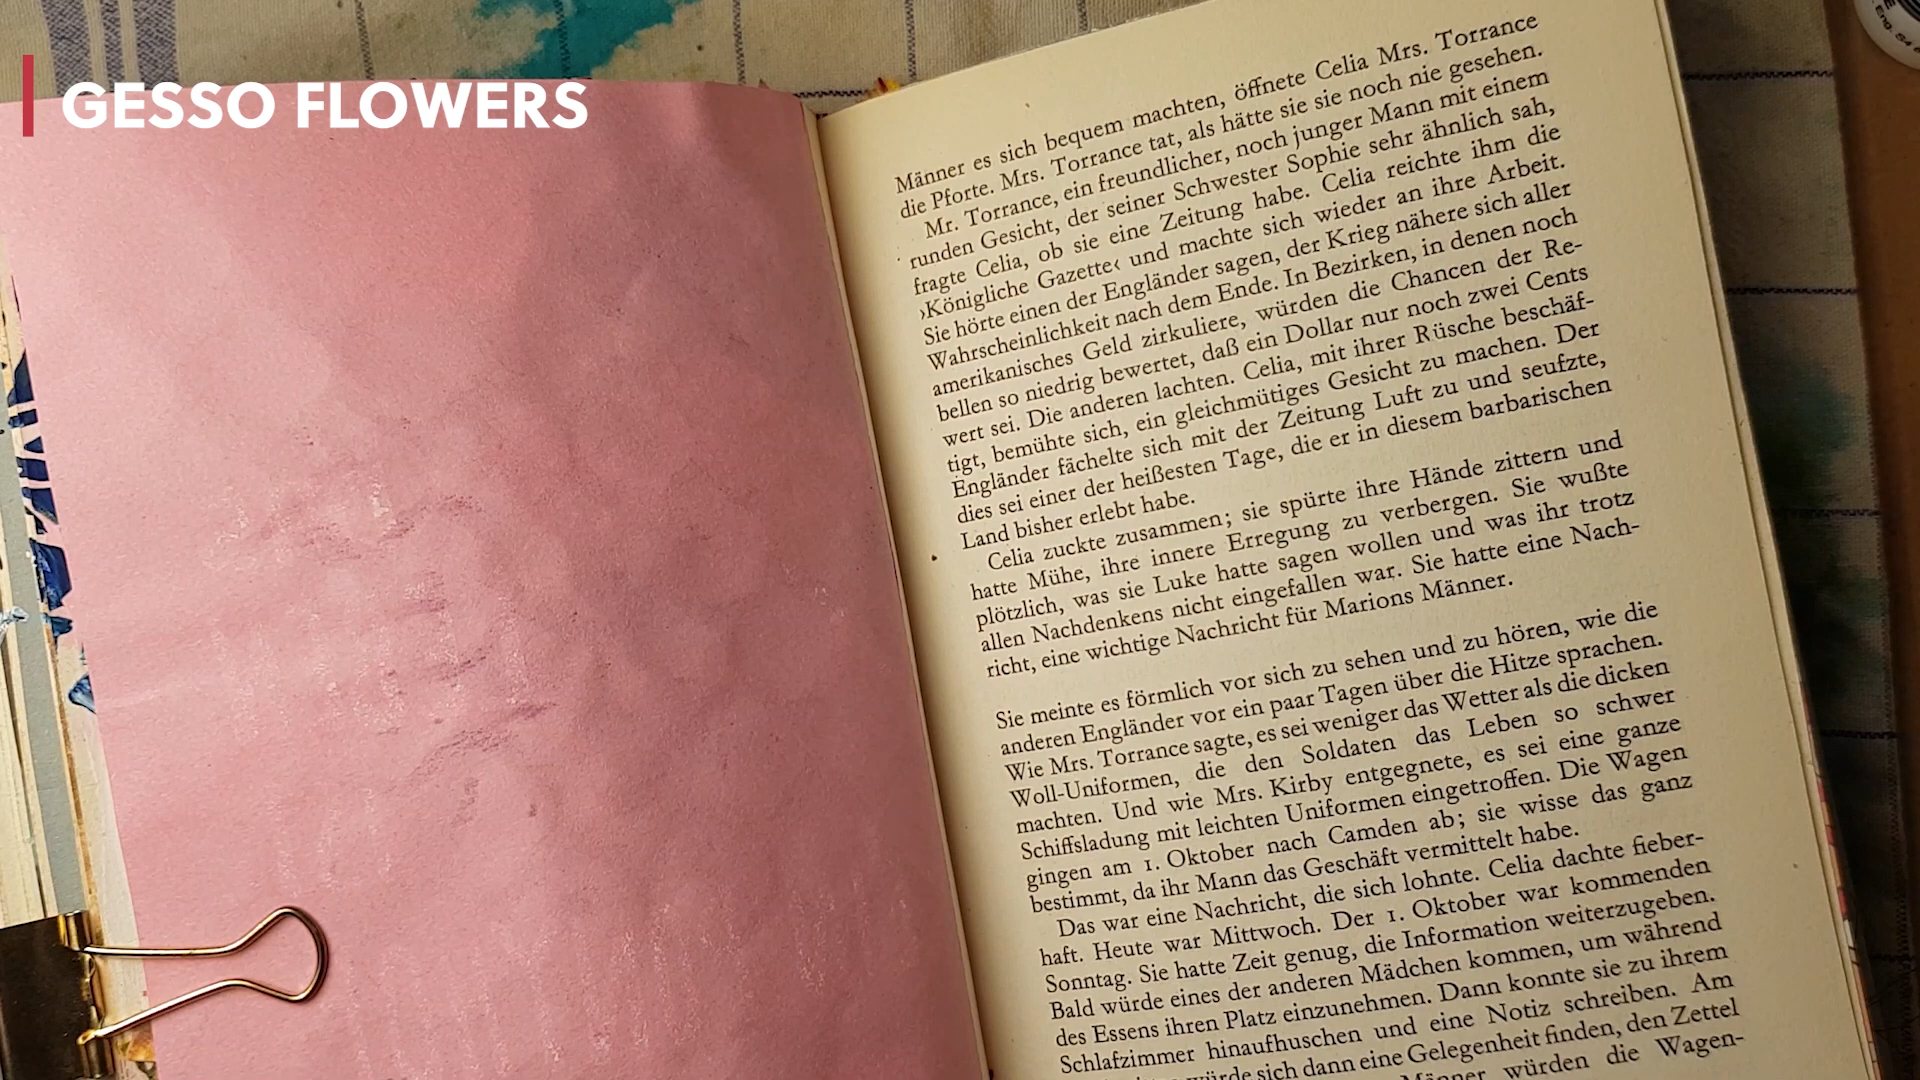 GESSO FLOWERS
Männer es sich bequem machten, öffnete Celia Mrs. Torrance
die Pforte. Mrs. Torrance tat, als hätte sie sie noch nie gesehen.
Mr. Torrance, ein freundlicher, noch junger Mann mit einem
runden Gesicht, der seiner Schwester Sophie sehr ähnlich sah,
fragte Celia, ob sie eine Zeitung habe. Celia reichte ihm die
›Königliche Gazette‹ und machte sich wieder an ihre Arbeit.
Sie hörte einen der Engländer sagen, der Krieg nähere sich aller
Wahrscheinlichkeit nach dem Ende. In Bezirken, in denen noch
amerikanisches Geld zirkuliere, würden die Chancen der Re-
bellen so niedrig bewertet, daß ein Dollar nur noch zwei Cents
wert sei. Die anderen lachten. Celia, mit ihrer Rüsche beschäf-
tigt, bemühte sich, ein gleichmütiges Gesicht zu machen. Der
Engländer fächelte sich mit der Zeitung Luft zu und seufzte,
dies sei einer der heißesten Tage, die er in diesem barbarischen
Land bisher erlebt habe.
Celia zuckte zusammen; sie spürte ihre Hände zittern und
hatte Mühe, ihre innere Erregung zu verbergen. Sie wußte
plötzlich, was sie Luke hatte sagen wollen und was ihr trotz
allen Nachdenkens nicht eingefallen war. Sie hatte eine Nach-
richt, eine wichtige Nachricht für Marions Männer.
Sie meinte es förmlich vor sich zu sehen und zu hören, wie die
anderen Engländer vor ein paar Tagen über die Hitze sprachen.
Wie Mrs. Torrance sagte, es sei weniger das Wetter als die dicken
Woll-Uniformen, die den Soldaten das Leben so schwer
machten. Und wie Mrs. Kirby entgegnete, es sei eine ganze
Schiffsladung mit leichten Uniformen eingetroffen. Die Wagen
gingen am 1. Oktober nach Camden ab; sie wisse das ganz
bestimmt, da ihr Mann das Geschäft vermittelt habe.
Das war eine Nachricht, die sich lohnte. Celia dachte fieber-
haft. Heute war Mittwoch. Der 1. Oktober war kommenden
Sonntag. Sie hatte Zeit genug, die Information weiterzugeben.
Bald würde eines der anderen Mädchen kommen, um während
des Essens ihren Platz einzunehmen. Dann konnte sie zu ihrem
Schlafzimmer hinaufhuschen und eine Notiz schreiben. Am
würde sich dann eine Gelegenheit finden, den Zettel
Männer würden die Wagen-